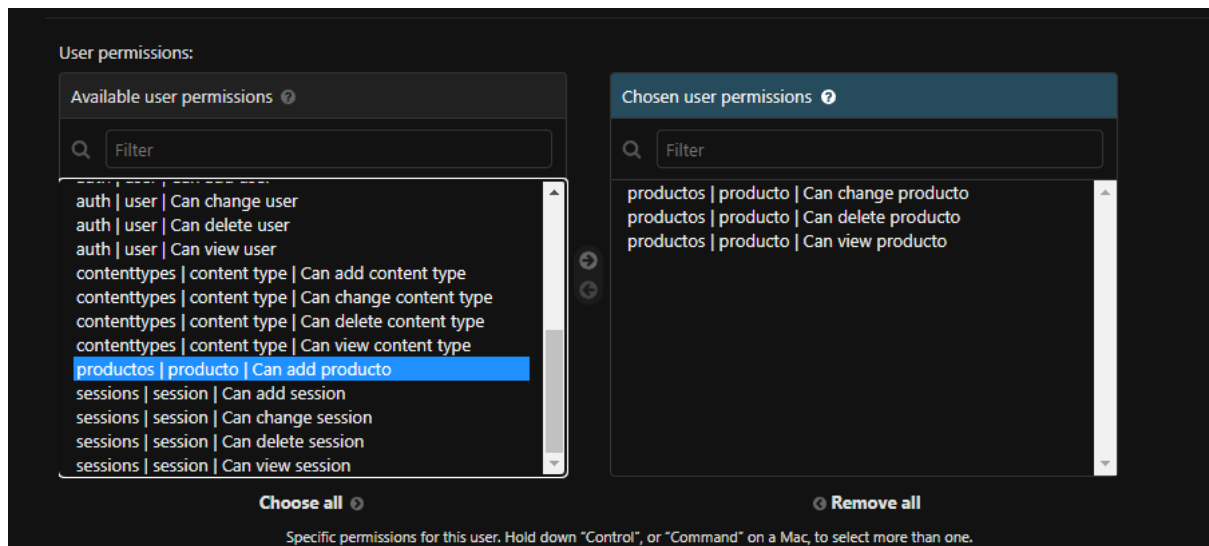 User permissions:
Available user permissions ?
Filter
auth | user | Can add user
auth | user | Can change user
auth | user | Can delete user
auth | user | Can view user
contenttypes | content type | Can add content type
contenttypes | content type | Can change content type
contenttypes | content type | Can delete content type
contenttypes | content type | Can view content type
productos | producto | Can add producto
sessions | session | Can add session
sessions | session | Can change session
sessions | session | Can delete session
sessions | session | Can view session
Choose all
Chosen user permissions ?
Filter
productos | producto | Can change producto
productos | producto | Can delete producto
productos | producto | Can view producto
Remove all
Specific permissions for this user. Hold down “Control”, or “Command” on a Mac, to select more than one.